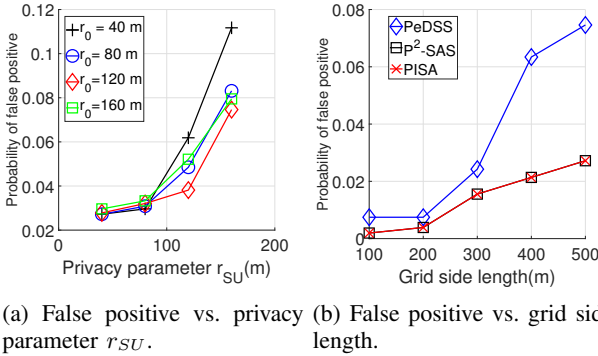 0.12
0.1
0.08
0.06
0.04
0.02
Probability of false positive
r0 = 40 m
r0 = 80 m
r0=120 m
r0=160 m
0
100
200
Privacy parameter rSU(m)
0.08
0.06
0.04
0.02
0
Probability of false positive
PeDSS
P²-SAS
PISA
100
200
300
400
500
Grid side length(m)
(a) False positive vs. privacy
parameter rSU.
(b) False positive vs. grid sid
length.